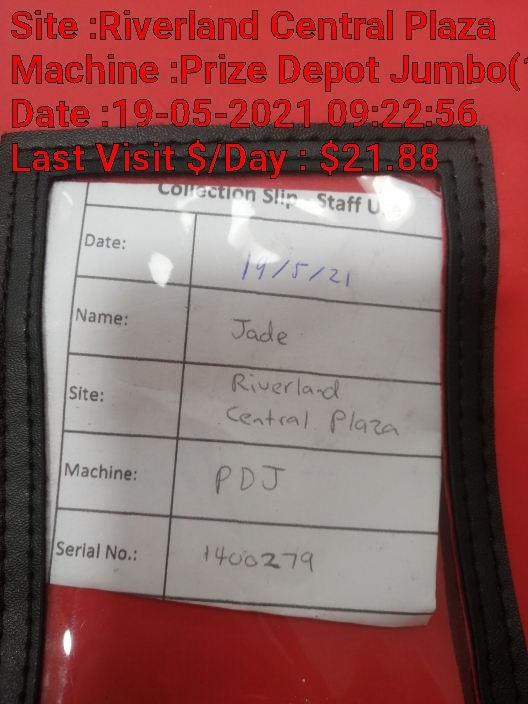 Site :Riverland Central Plaza
Machine :Prize Depot Jumbo(
Date :19-05-2021 09:22:56
Last Visit $/Day : $21.88
Collection Slip - Staff Use
Date: 19/5/21
Name: Jade
Site: Riverland
Central Plaza
Machine: PDJ
Serial No.: 1400279